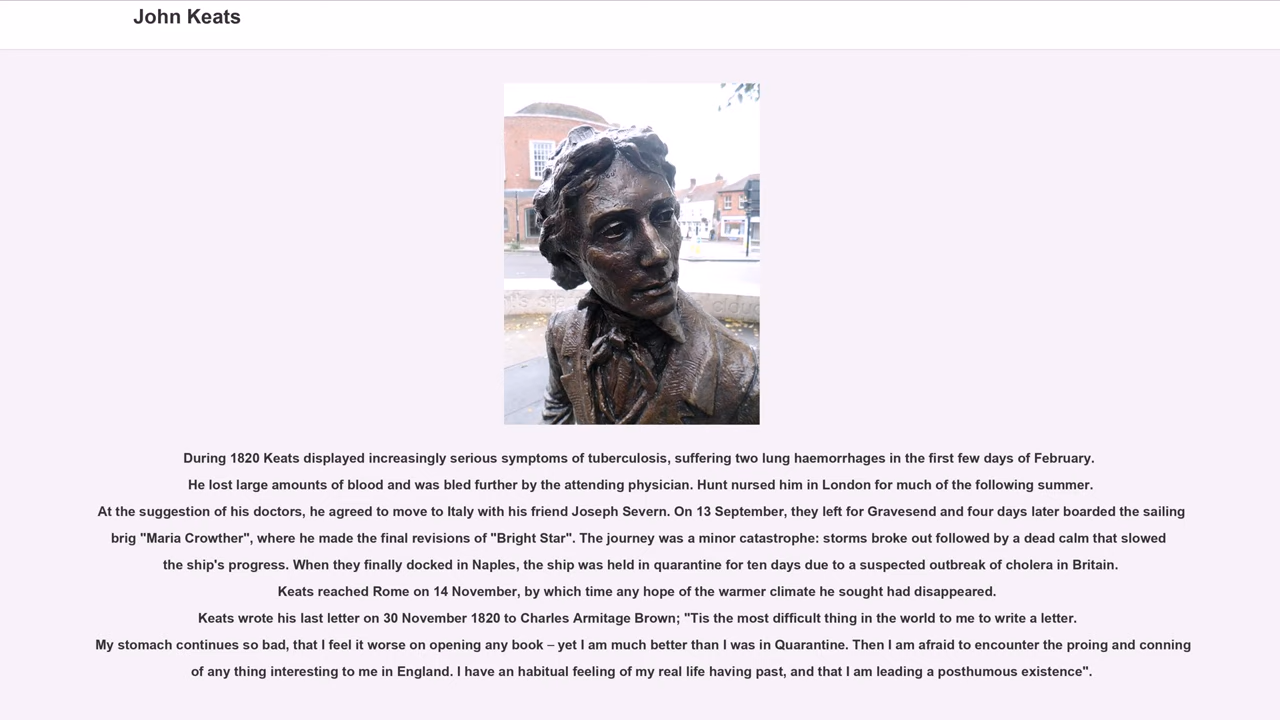 John Keats
During 1820 Keats displayed increasingly serious symptoms of tuberculosis, suffering two lung haemorrhages in the first few days of February.
He lost large amounts of blood and was bled further by the attending physician. Hunt nursed him in London for much of the following summer.
At the suggestion of his doctors, he agreed to move to Italy with his friend Joseph Severn. On 13 September, they left for Gravesend and four days later boarded the sailing
brig "Maria Crowther", where he made the final revisions of "Bright Star". The journey was a minor catastrophe: storms broke out followed by a dead calm that slowed
the ship's progress. When they finally docked in Naples, the ship was held in quarantine for ten days due to a suspected outbreak of cholera in Britain.
Keats reached Rome on 14 November, by which time any hope of the warmer climate he sought had disappeared.
Keats wrote his last letter on 30 November 1820 to Charles Armitage Brown; "Tis the most difficult thing in the world to me to write a letter.
My stomach continues so bad, that I feel it worse on opening any book – yet I am much better than I was in Quarantine. Then I am afraid to encounter the proing and conning
of any thing interesting to me in England. I have an habitual feeling of my real life having past, and that I am leading a posthumous existence".